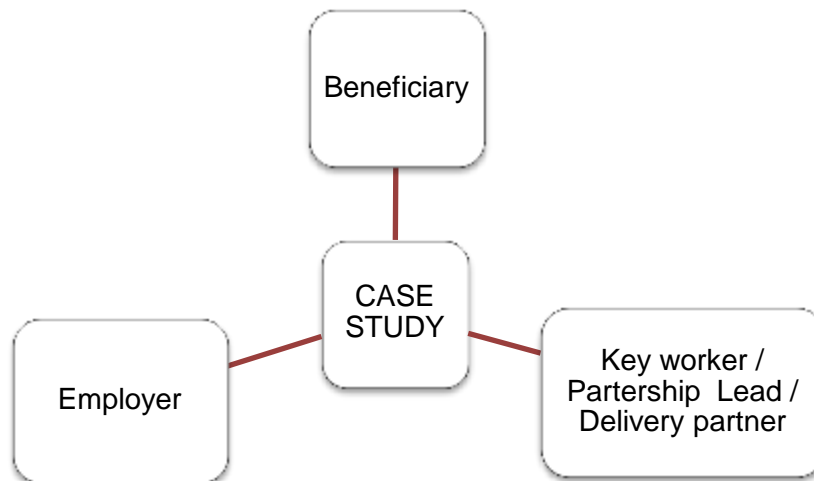 Beneficiary
CASE
STUDY
Employer
Key worker /
Partership Lead /
Delivery partner